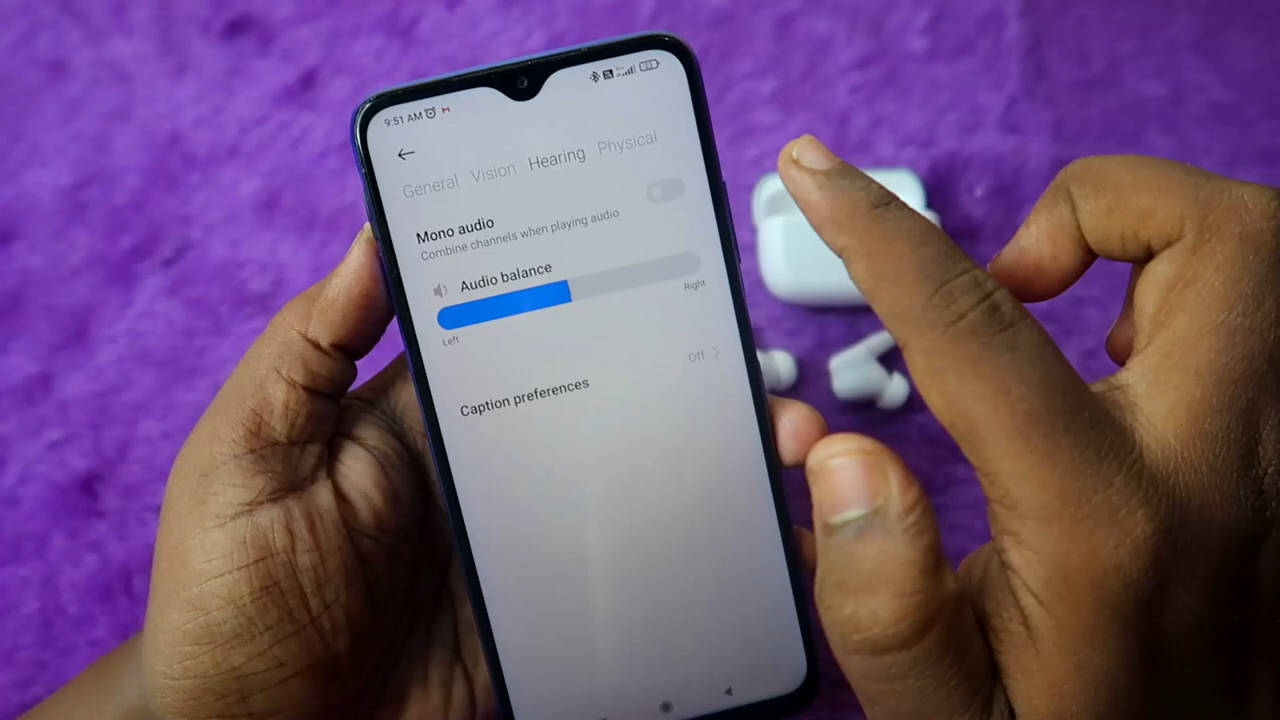 9:51 AM
General Vision Hearing Physical
Mono audio
Combine channels when playing audio
Audio balance
Left
Right
Caption preferences
Off